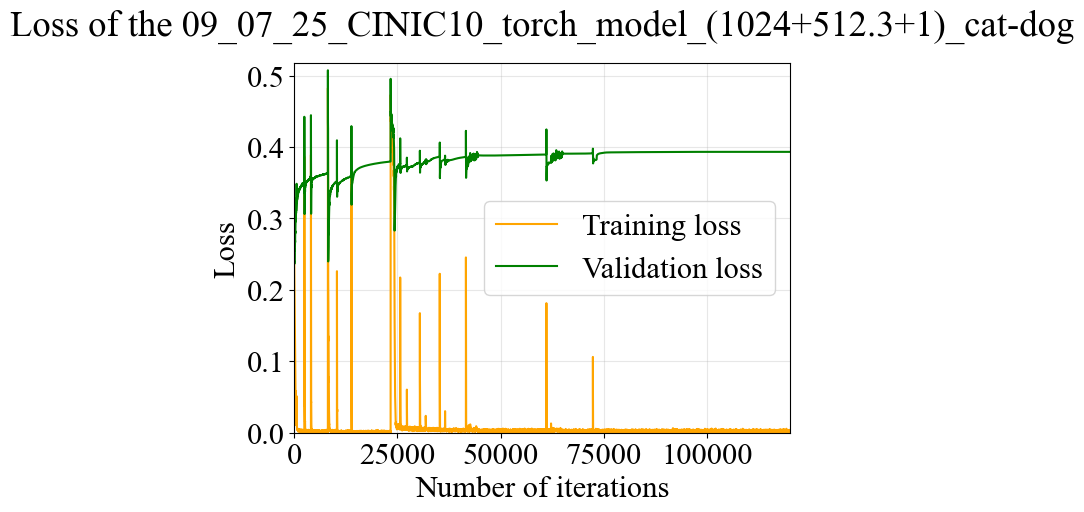 Loss of the 09_07_25_CINIC10_torch_model_(1024+512.3+1)_cat-dog
0.5
0.4
0.3
0.2
0.1
0.0
Loss
Training loss
Validation loss
0 25000 50000 75000 100000
Number of iterations